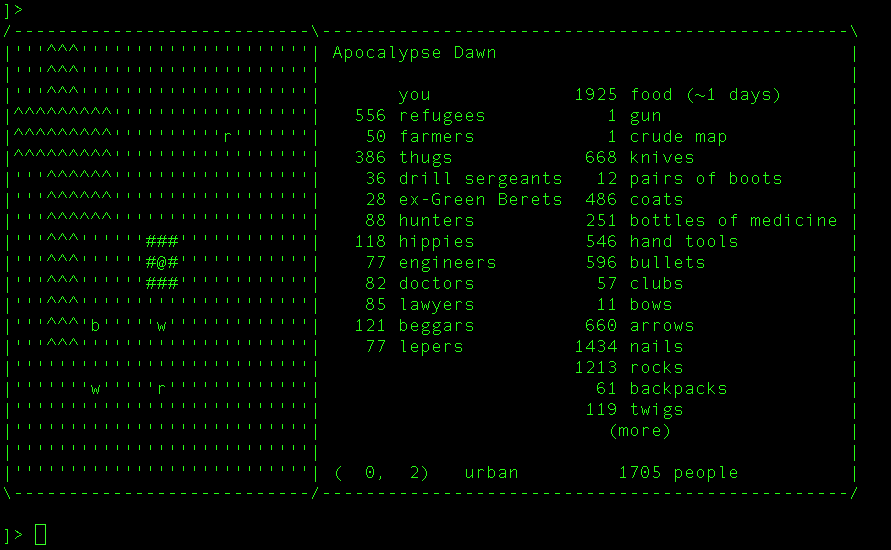 ]>
/---------------------------\------------------------------------------------\
|'''^^^'''''''''''''''''''''| Apocalypse Dawn                                |
|'''^^^'''''''''''''''''''''|                                                |
|'''^^^'''''''''''''''''''''|       you             1925 food (~1 days)      |
|^^^^^^^^^''''''''''''''''''|   556 refugees           1 gun                 |
|^^^^^^^^^''''''''''r'''''''|    50 farmers            1 crude map           |
|^^^^^^^^^''''''''''''''''''|   386 thugs            668 knives              |
|'''^^^^^^''''''''''''''''''|    36 drill sergeants   12 pairs of boots      |
|'''^^^^^^''''''''''''''''''|    28 ex-Green Berets  486 coats               |
|'''^^^^^^''''''''''''''''''|    88 hunters          251 bottles of medicine |
|'''^^^''''''###''''''''''''|   118 hippies          546 hand tools          |
|'''^^^''''''#@#''''''''''''|    77 engineers        596 bullets             |
|'''^^^''''''###''''''''''''|    82 doctors           57 clubs               |
|'''^^^'''''''''''''''''''''|    85 lawyers           11 bows                |
|'''^^^'b'''''w'''''''''''''|   121 beggars          660 arrows              |
|'''^^^'''''''''''''''''''''|    77 lepers          1434 nails               |
|'''''''''''''''''''''''''''|                       1213 rocks               |
|'''''''w'''''r'''''''''''''|                         61 backpacks           |
|'''''''''''''''''''''''''''|                        119 twigs               |
|'''''''''''''''''''''''''''|                          (more)                |
|'''''''''''''''''''''''''''|                                                |
|'''''''''''''''''''''''''''| (  0,  2)   urban         1705 people          |
\---------------------------/------------------------------------------------/
]>